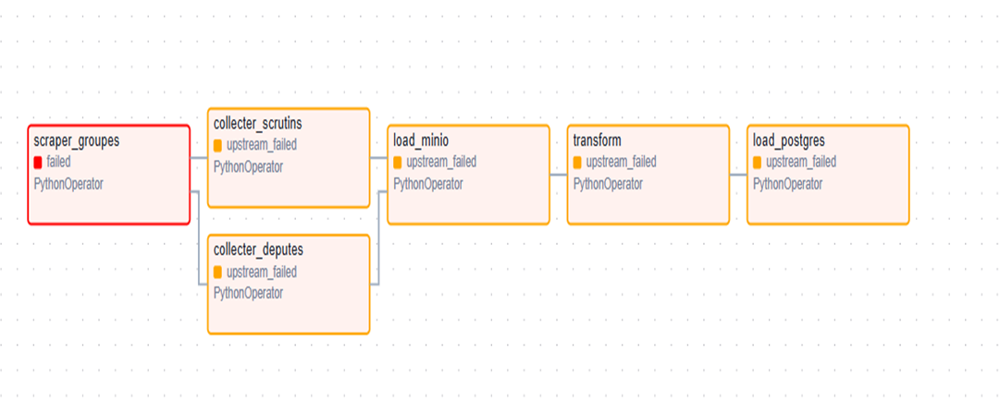 scraper_groupes
failed
PythonOperator
collecter_scrutins
upstream_failed
PythonOperator
collecter_deputes
upstream_failed
PythonOperator
load_minio
upstream_failed
PythonOperator
transform
upstream_failed
PythonOperator
load_postgres
upstream_failed
PythonOperator